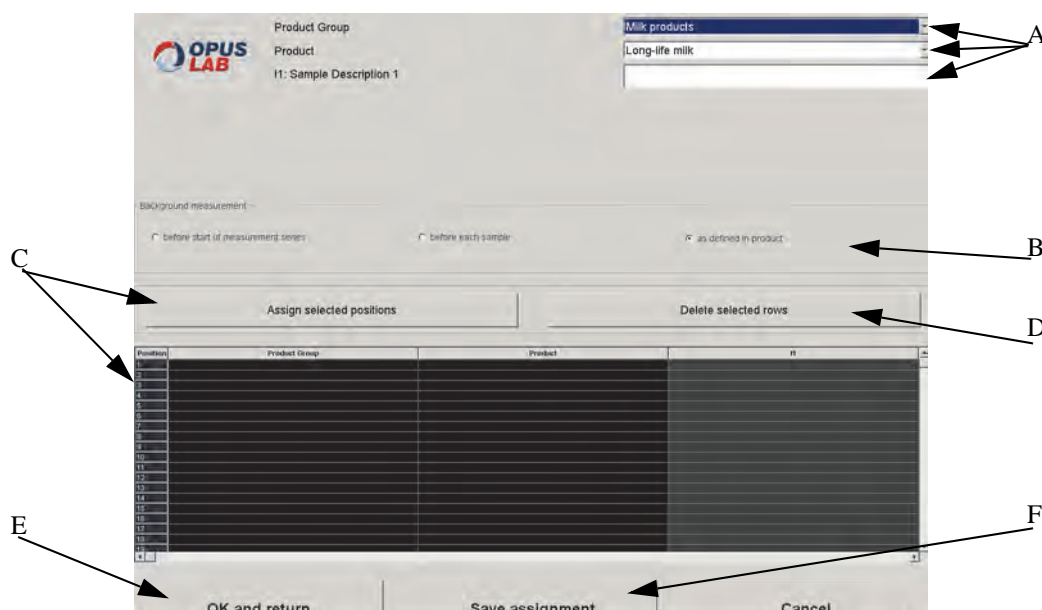 Product Group
Milk products
A
OPUS
LAB
Product
Long-life milk
I1: Sample Description 1
Background measurement
B
before start of measurement series
before each sample
as defined in product
C
Assign selected positions
Delete selected rows
D
Position
Product Group
Product
I1
1
2
3
4
5
6
7
8
9
10
11
12
13
14
15
16
17
18
19
E
F
OK and return
Save assignment
Cancel